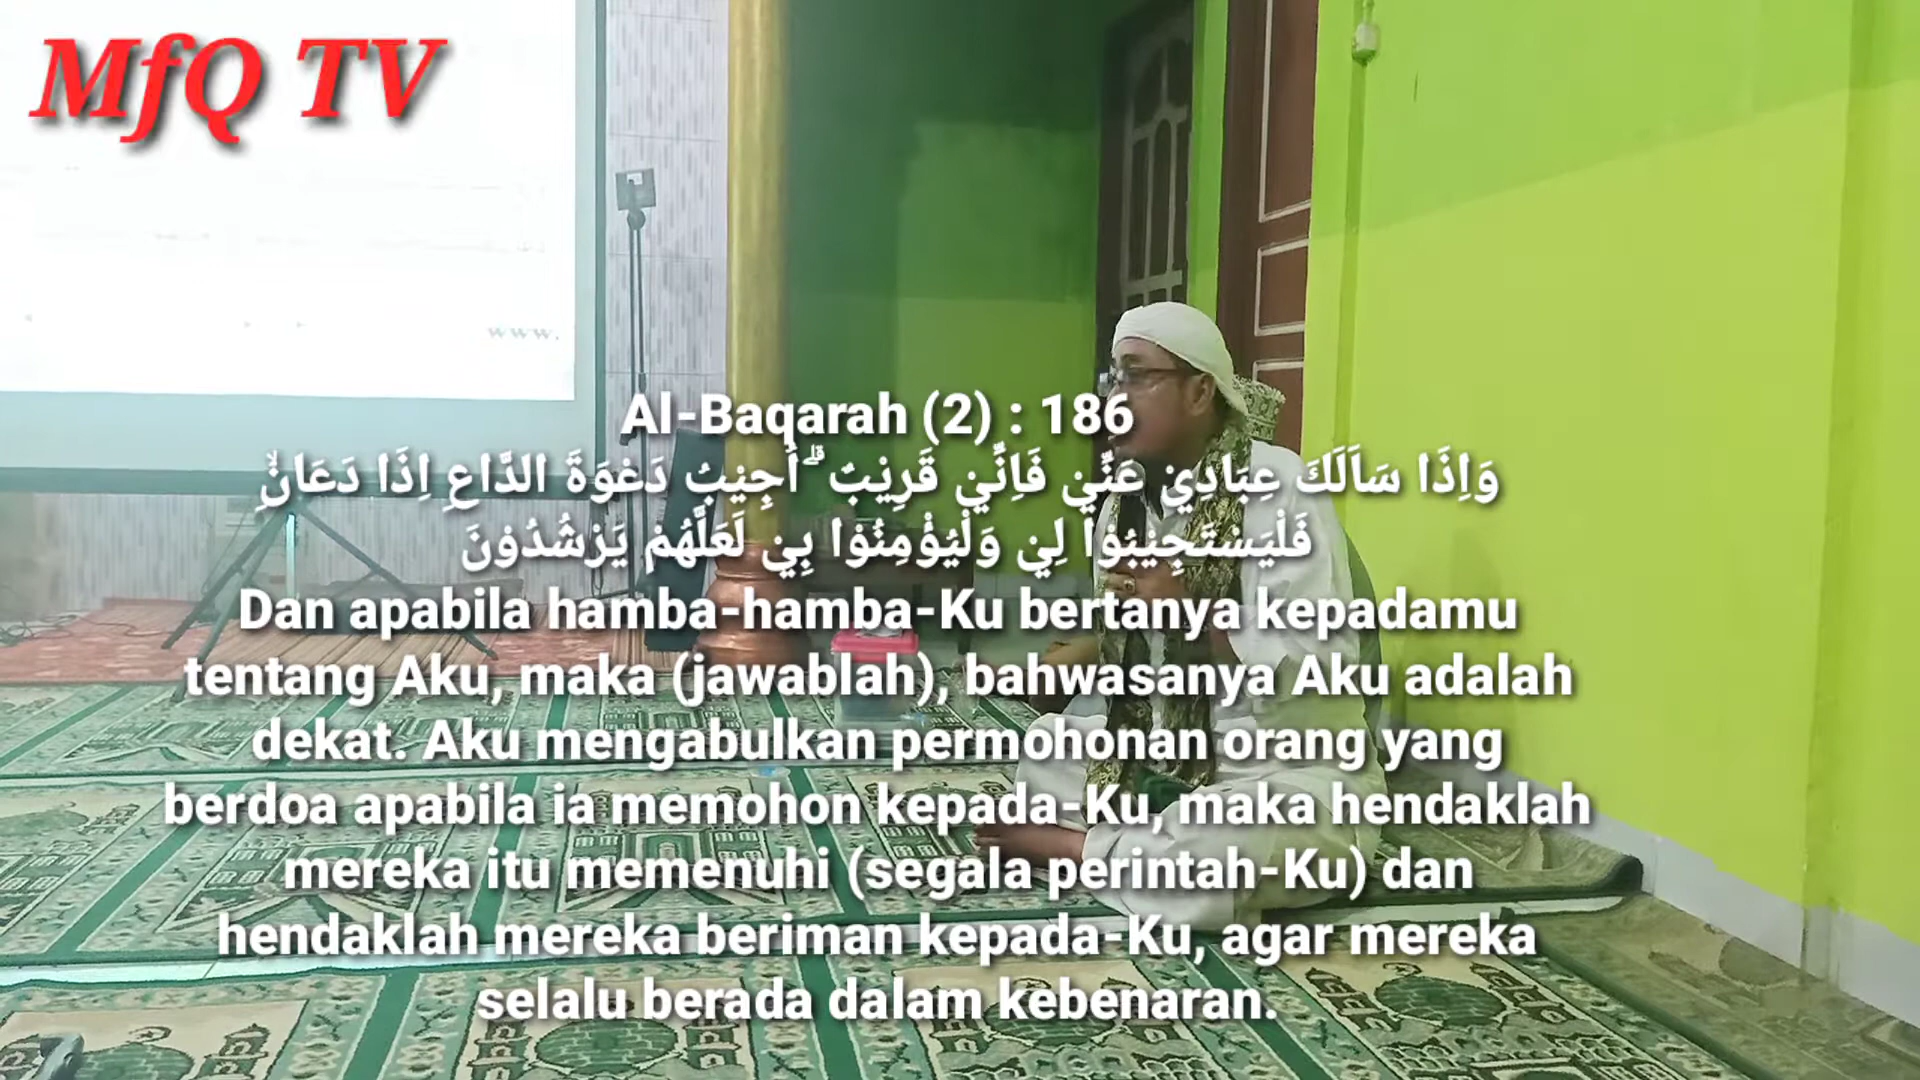 MfQ TV
www.
Al-Baqarah (2) : 186
وَاِذَا سَاَلَكَ عِبَادِيْ عَنِّيْ فَاِنِّيْ قَرِيْبٌ ۗ اُجِيْبُ دَعْوَةَ الدَّاعِ اِذَا دَعَانِۙ
فَلْيَسْتَجِيْبُوْا لِيْ وَلْيُؤْمِنُوْا بِيْ لَعَلَّهُمْ يَرْشُدُوْنَ
Dan apabila hamba-hamba-Ku bertanya kepadamu
tentang Aku, maka (jawablah), bahwasanya Aku adalah
dekat. Aku mengabulkan permohonan orang yang
berdoa apabila ia memohon kepada-Ku, maka hendaklah
mereka itu memenuhi (segala perintah-Ku) dan
hendaklah mereka beriman kepada-Ku, agar mereka
selalu berada dalam kebenaran.